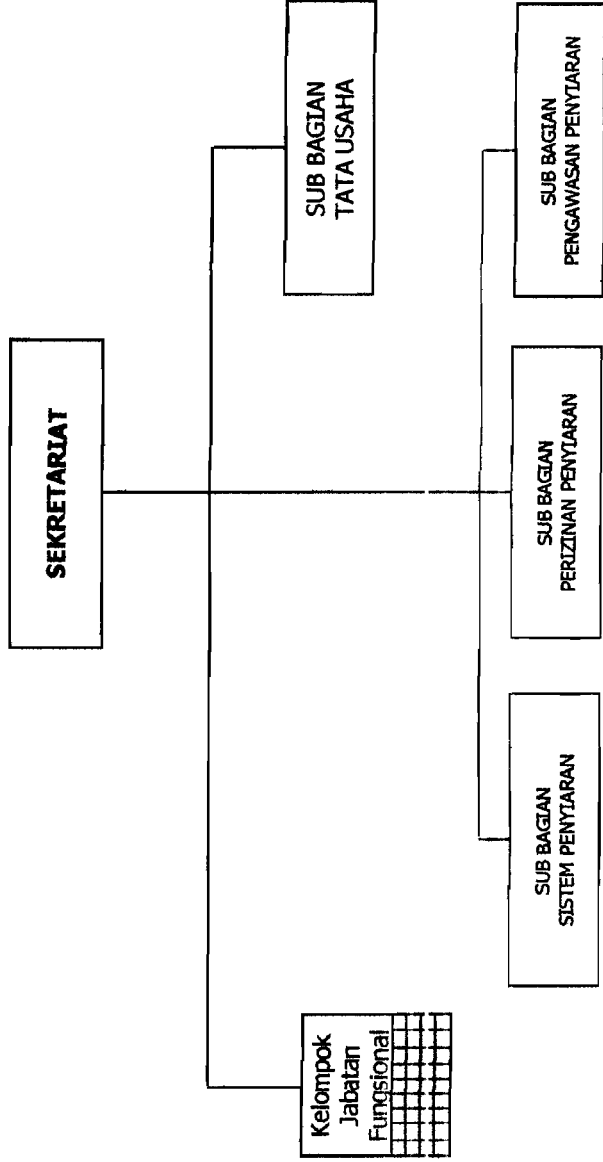 SEKRETARIAT
Kelompok
Jabatan
Fungsional
SUB BAGIAN
TATA USAHA
SUB BAGIAN
SISTEM PENYIARAN
SUB BAGIAN
PERIZINAN PENYIARAN
SUB BAGIAN
PENGAWASAN PENYIARAN